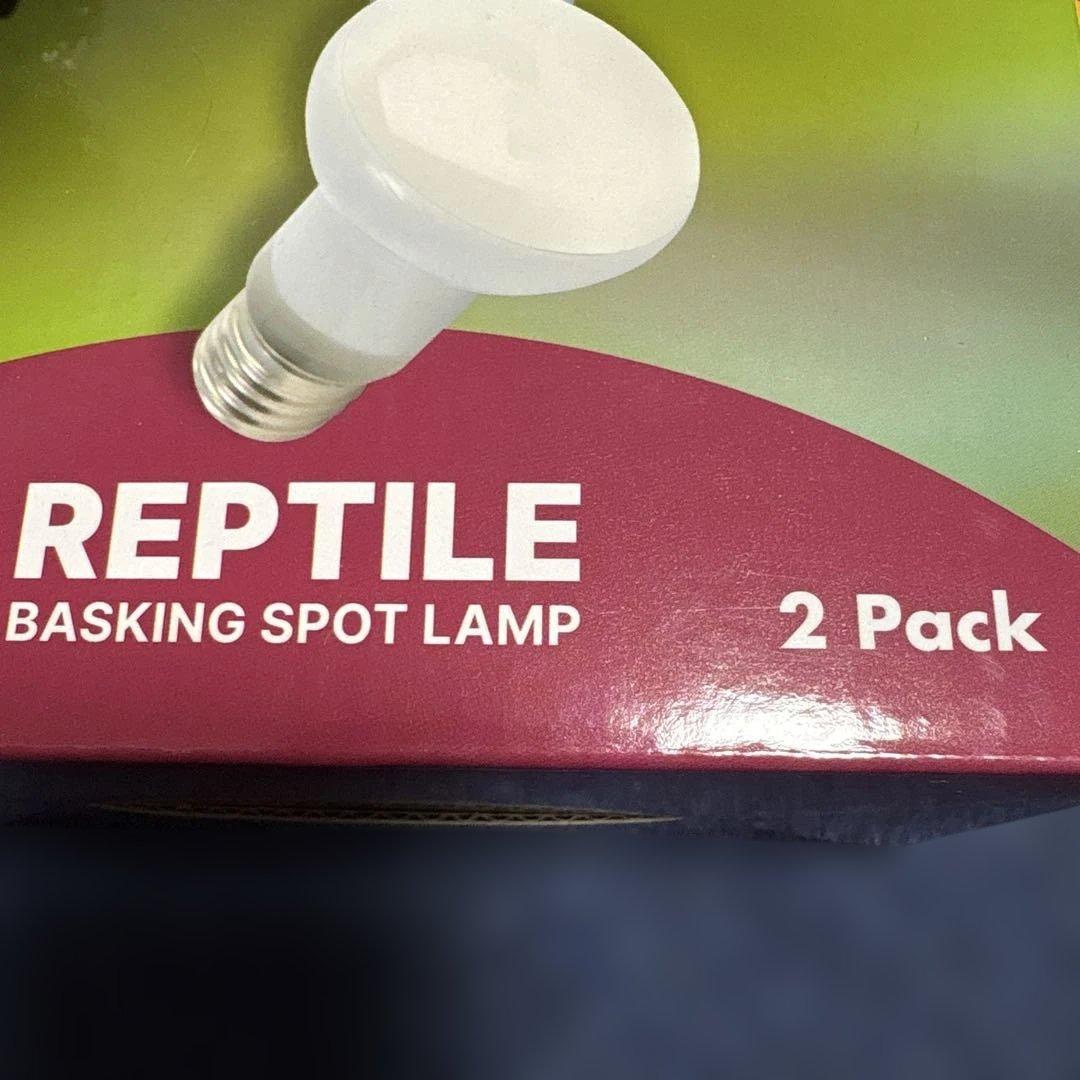 REPTILE
BASKING SPOT LAMP
2 Pack